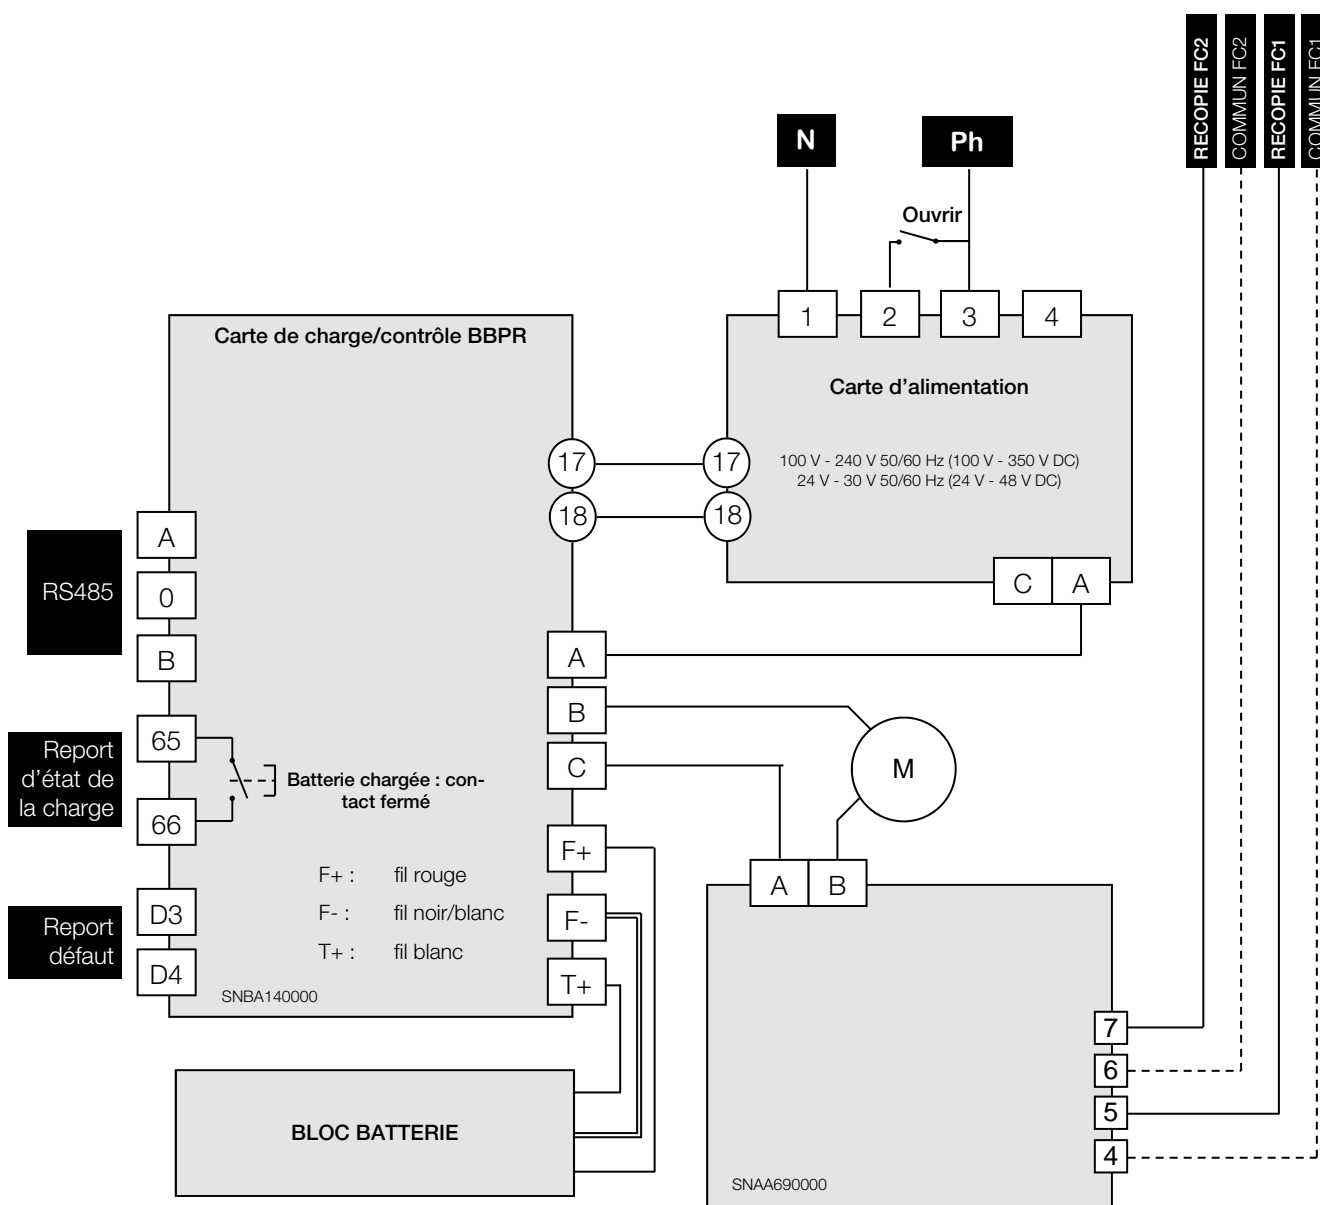 RECOPIE FC2
COMMUN FC2
RECOPIE FC1
COMMUN FC1
N
Ph
Ouvrir
1
2
3
4
Carte de charge/contrôle BBPR
Carte d'alimentation
100 V - 240 V 50/60 Hz (100 V - 350 V DC)
24 V - 30 V 50/60 Hz (24 V - 48 V DC)
17
17
18
18
C
A
RS485
A
0
B
A
B
C
M
Report
d'état de
la charge
65
66
Batterie chargée : con-
tact fermé
F+
F-
T+
F+ : fil rouge
F- : fil noir/blanc
T+ : fil blanc
Report
défaut
D3
D4
SNBA140000
A
B
7
6
5
4
SNAA690000
BLOC BATTERIE